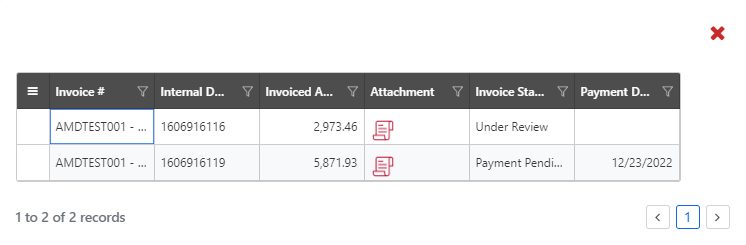 Invoice # Internal D... Invoiced A... Attachment Invoice Sta... Payment D...
AMDTEST001 - ... 1606916116 2,973.46 Under Review
AMDTEST001 - ... 1606916119 5,871.93 Payment Pendi... 12/23/2022
1 to 2 of 2 records 1